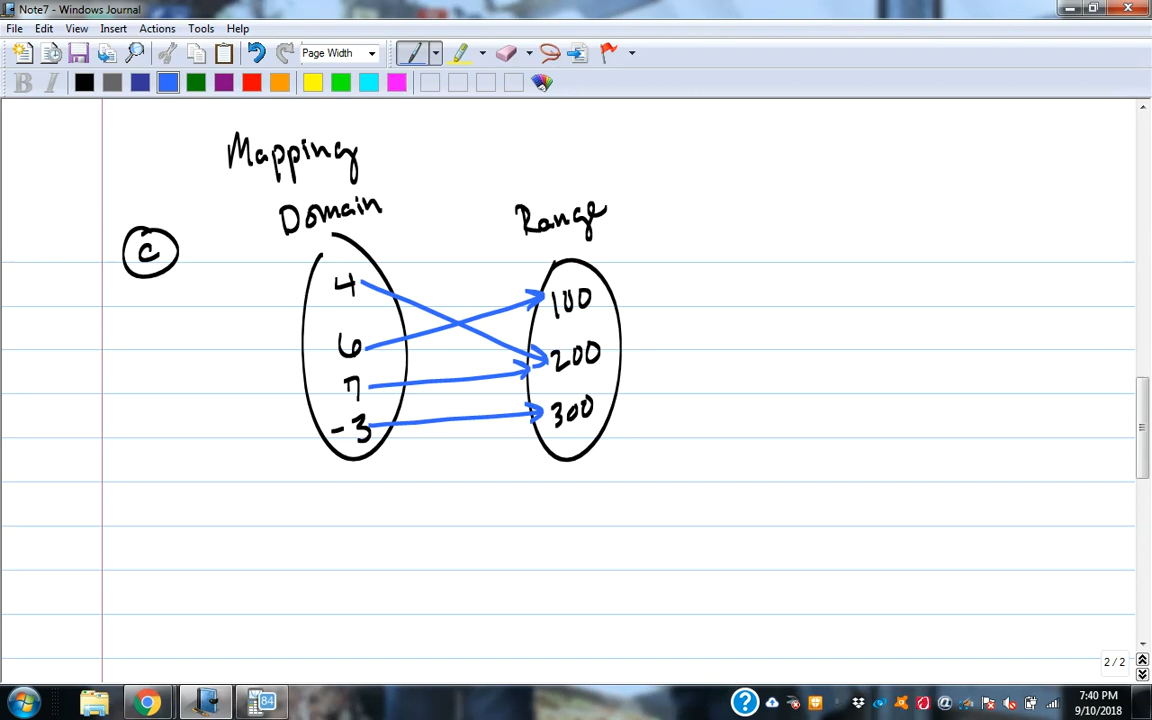 Note7 - Windows Journal
File Edit View Insert Actions Tools Help
Page Width
B I
Mapping
Domain Range
C
4 100
6 200
7 300
-3
2 / 2
84
7:40 PM
9/10/2018